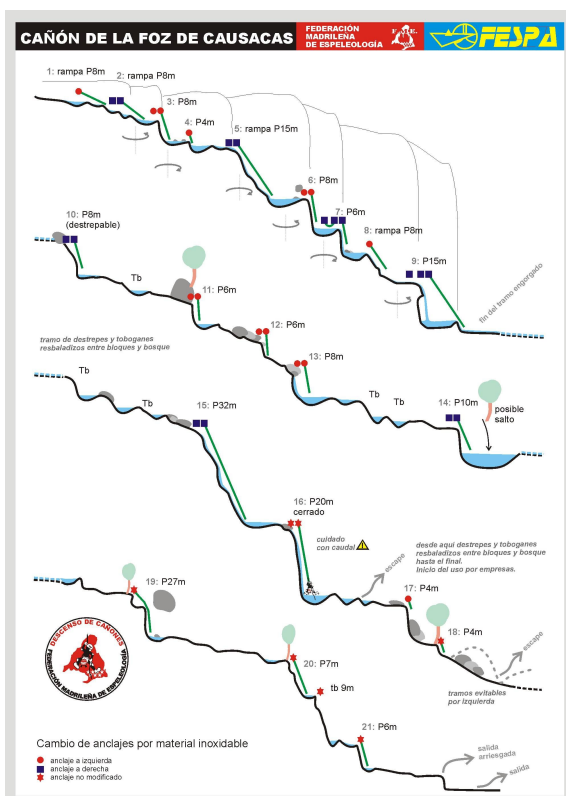 CAÑÓN DE LA FOZ DE CAUSACAS
FEDERACIÓN
MADRILEÑA
DE ESPELEOLOGÍA
F.M.E.
FESPA
1: rampa P8m
2: rampa P8m
3: P8m
4: P4m
5: rampa P15m
6: P8m
7: P6m
8: rampa P8m
9: P15m
fin del tramo engorgado
10: P8m
(destrepable)
Tb
11: P6m
12: P6m
13: P8m
tramo de destrepes y toboganes
resbaladizos entre bloques y bosque
Tb
Tb
14: P10m
posible
salto
Tb
Tb
15: P32m
16: P20m
cerrado
cuidado
con caudal
desde aqui destrepes y toboganes
resbaladizos entre bloques y bosque
hasta el final.
Inicio del uso por empresas.
escape
17: P4m
18: P4m
escape
tramos evitables
por izquierda
19: P27m
20: P7m
tb 9m
21: P6m
salida
arriesgada
salida
DESCENSO DE CAÑONES
FEDERACIÓN MADRILEÑA DE ESPELEOLOGÍA
Cambio de anclajes por material inoxidable
anclaje a izquierda
anclaje a derecha
anclaje no modificado